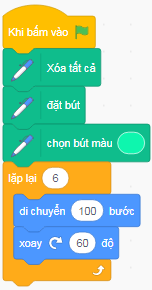 Khi bấm vào
Xóa tất cả
đặt bút
chọn bút màu
lặp lại 6
di chuyển 100 bước
xoay 60 độ